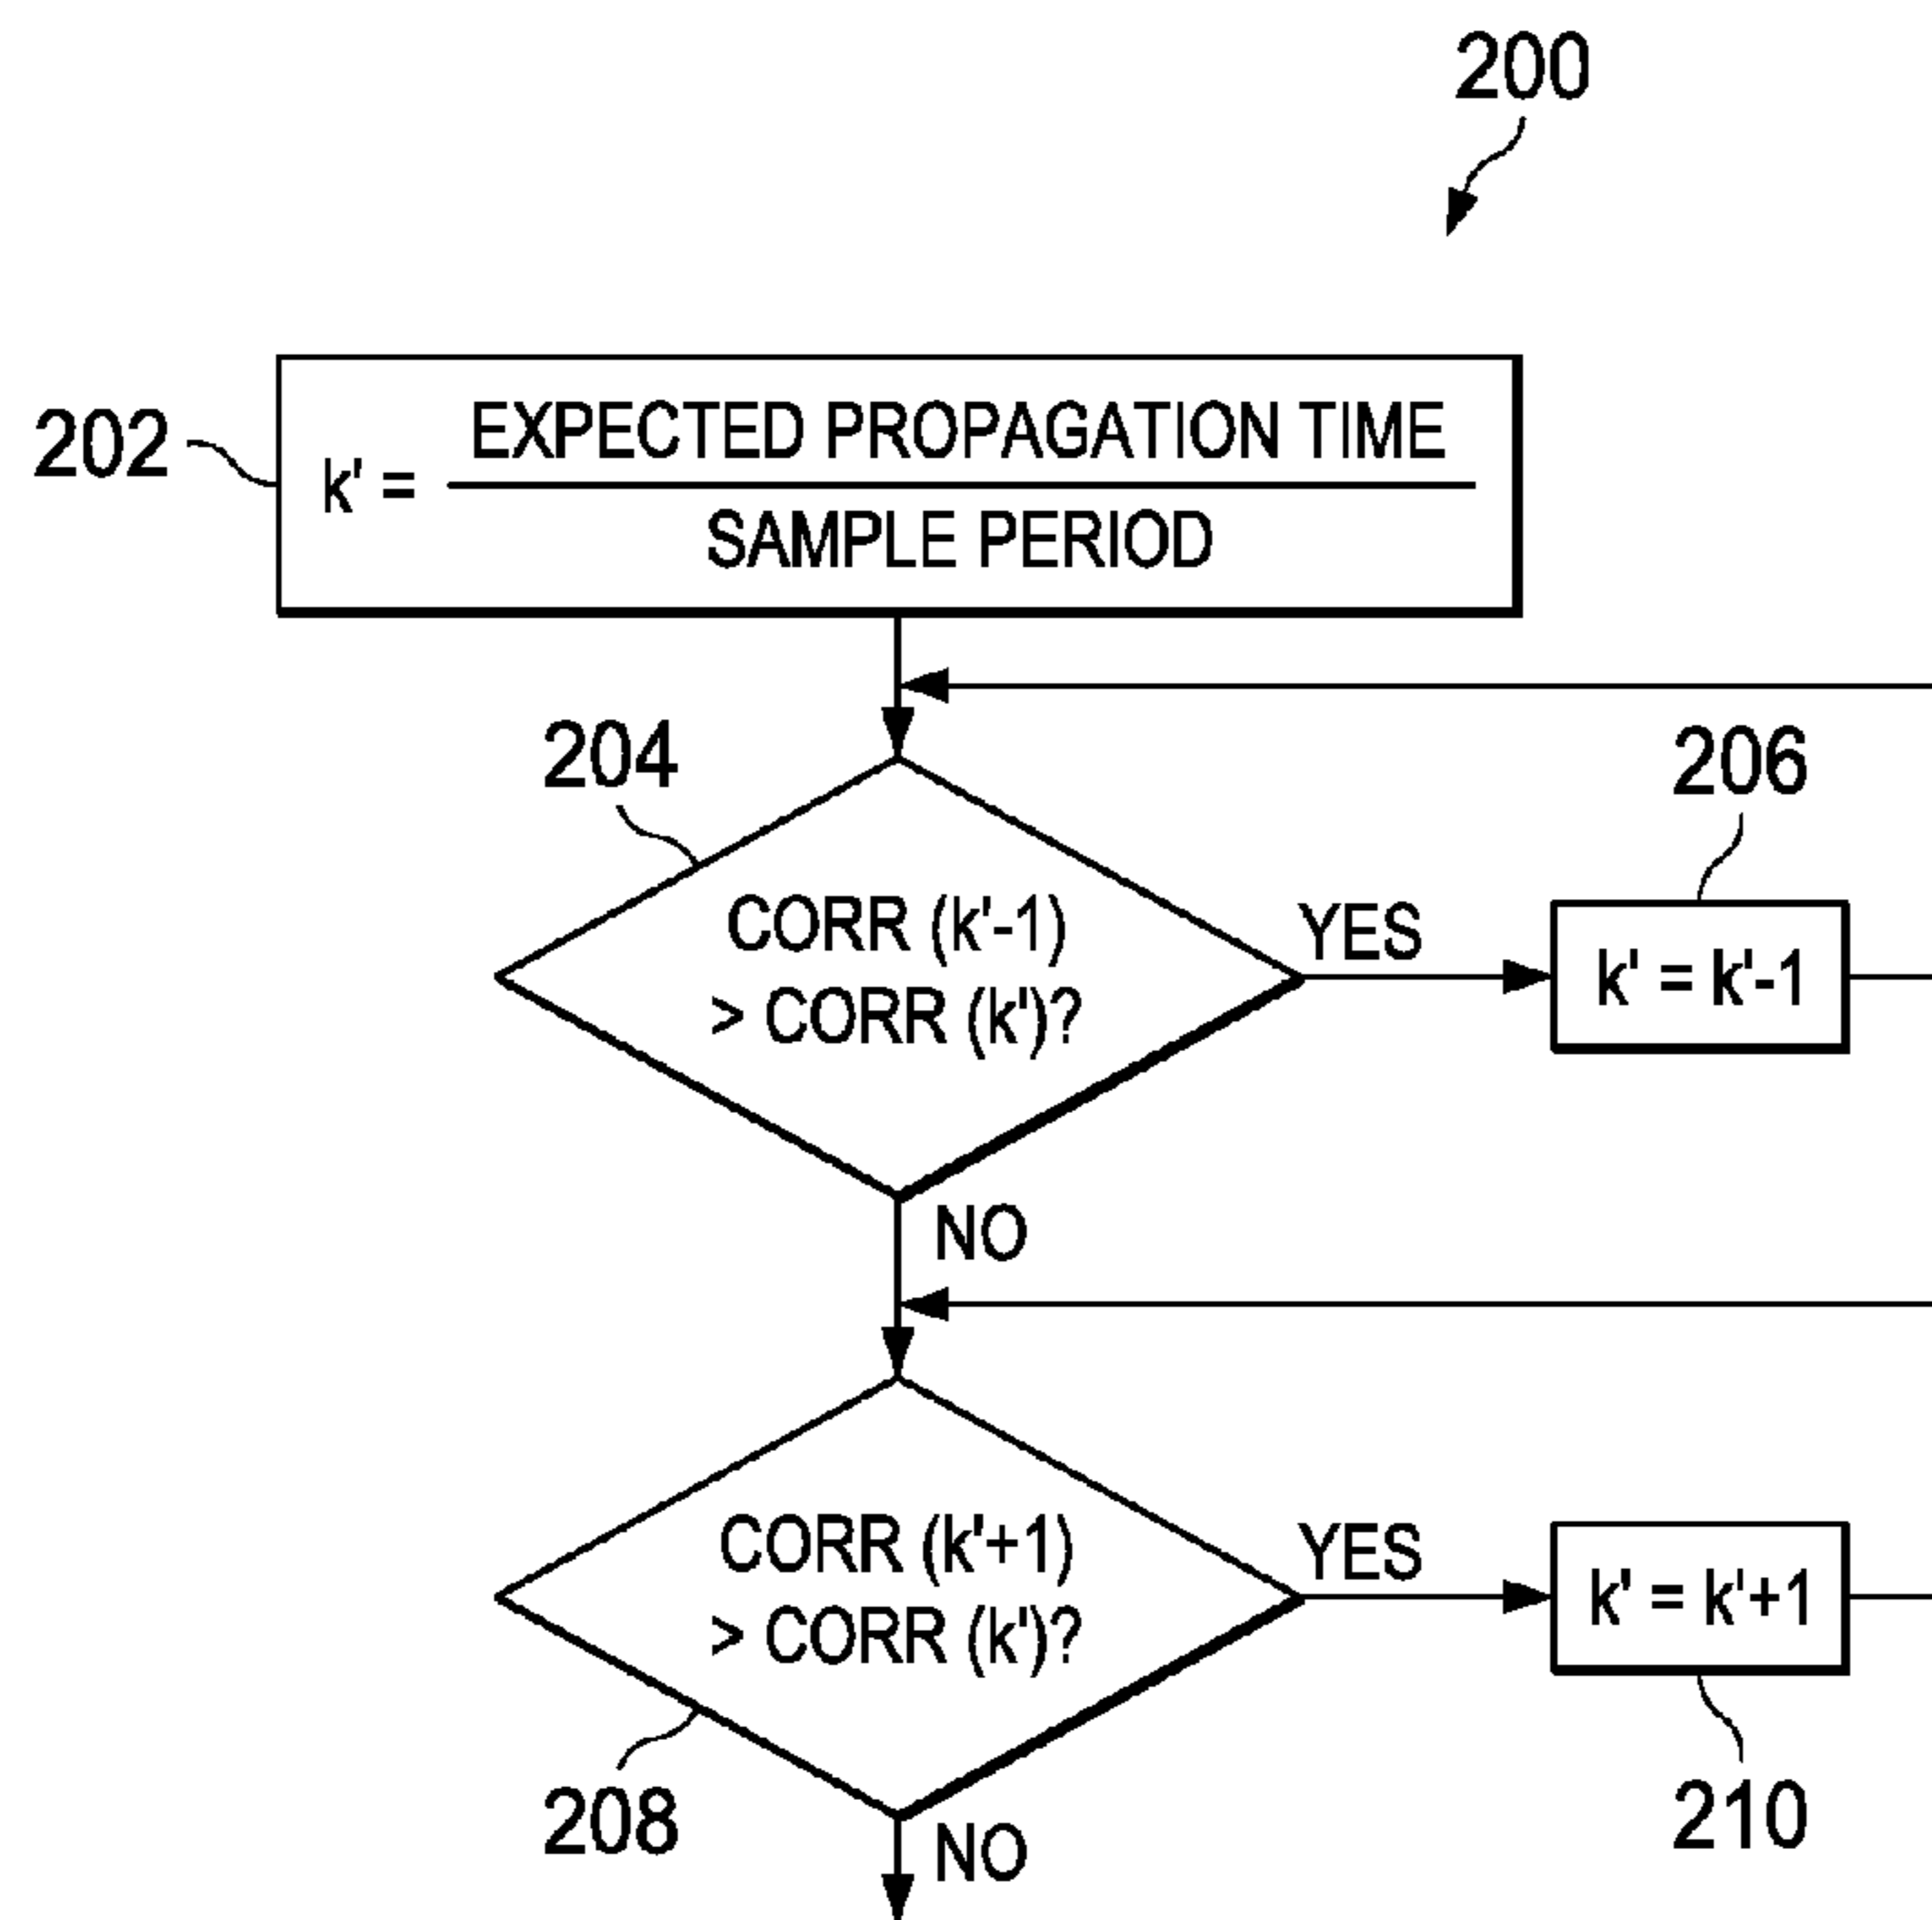 200
202
EXPECTED PROPAGATION TIME
k' =
SAMPLE PERIOD
204
206
CORR (k'-1)
> CORR (k')?
YES
k' = k'-1
NO
CORR (k'+1)
> CORR (k')?
YES
k' = k'+1
208
210
NO